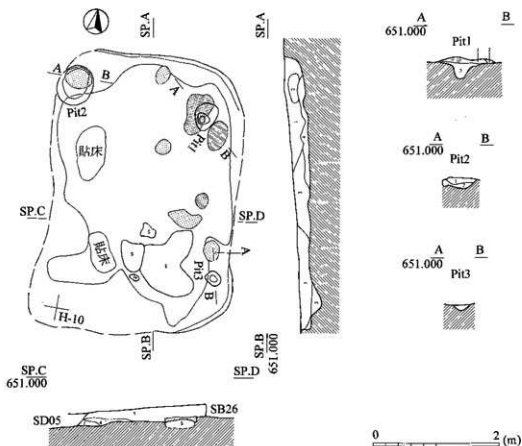 SP.A
SP.A
A
B
651.000
Pit1
A
B
Pit2
A
Pit1
B
貼床
A
B
651.000
Pit2
SP.C
SP.D
貼床
A
Pit3
B
A
B
651.000
Pit3
H-10
SP.B
SP.B
651.000
SP.C
651.000
SP.D
SD05
SB26
0
2
(m)